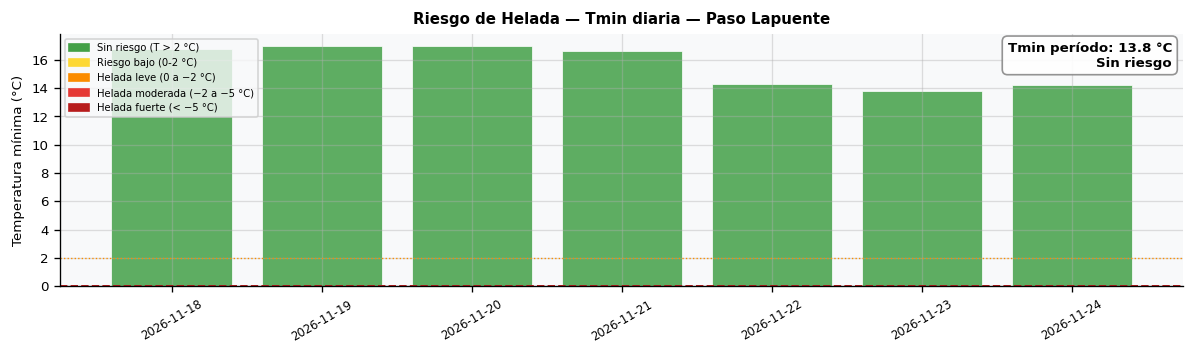 Riesgo de Helada — Tmin diaria — Paso Lapuente
Sin riesgo (T > 2 °C)
Riesgo bajo (0-2 °C)
Helada leve (0 a −2 °C)
Helada moderada (−2 a −5 °C)
Helada fuerte (< −5 °C)
Tmin período: 13.8 °C
Sin riesgo
Temperatura mínima (°C)
16
14
12
10
8
6
4
2
0
2026-11-18
2026-11-19
2026-11-20
2026-11-21
2026-11-22
2026-11-23
2026-11-24